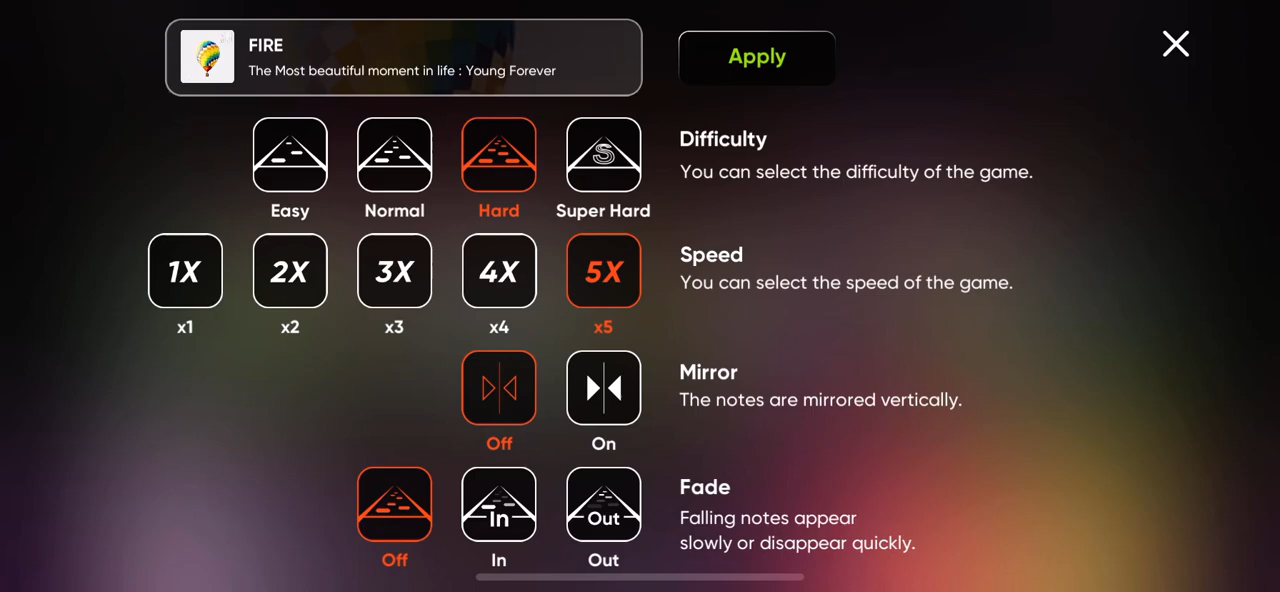 FIRE
The Most beautiful moment in life : Young Forever
Apply
S
Easy
Normal
Hard
Super Hard
Difficulty
You can select the difficulty of the game.
1X
2X
3X
4X
5X
x1
x2
x3
x4
x5
Speed
You can select the speed of the game.
Off
On
Mirror
The notes are mirrored vertically.
In
Out
Off
In
Out
Fade
Falling notes appear
slowly or disappear quickly.